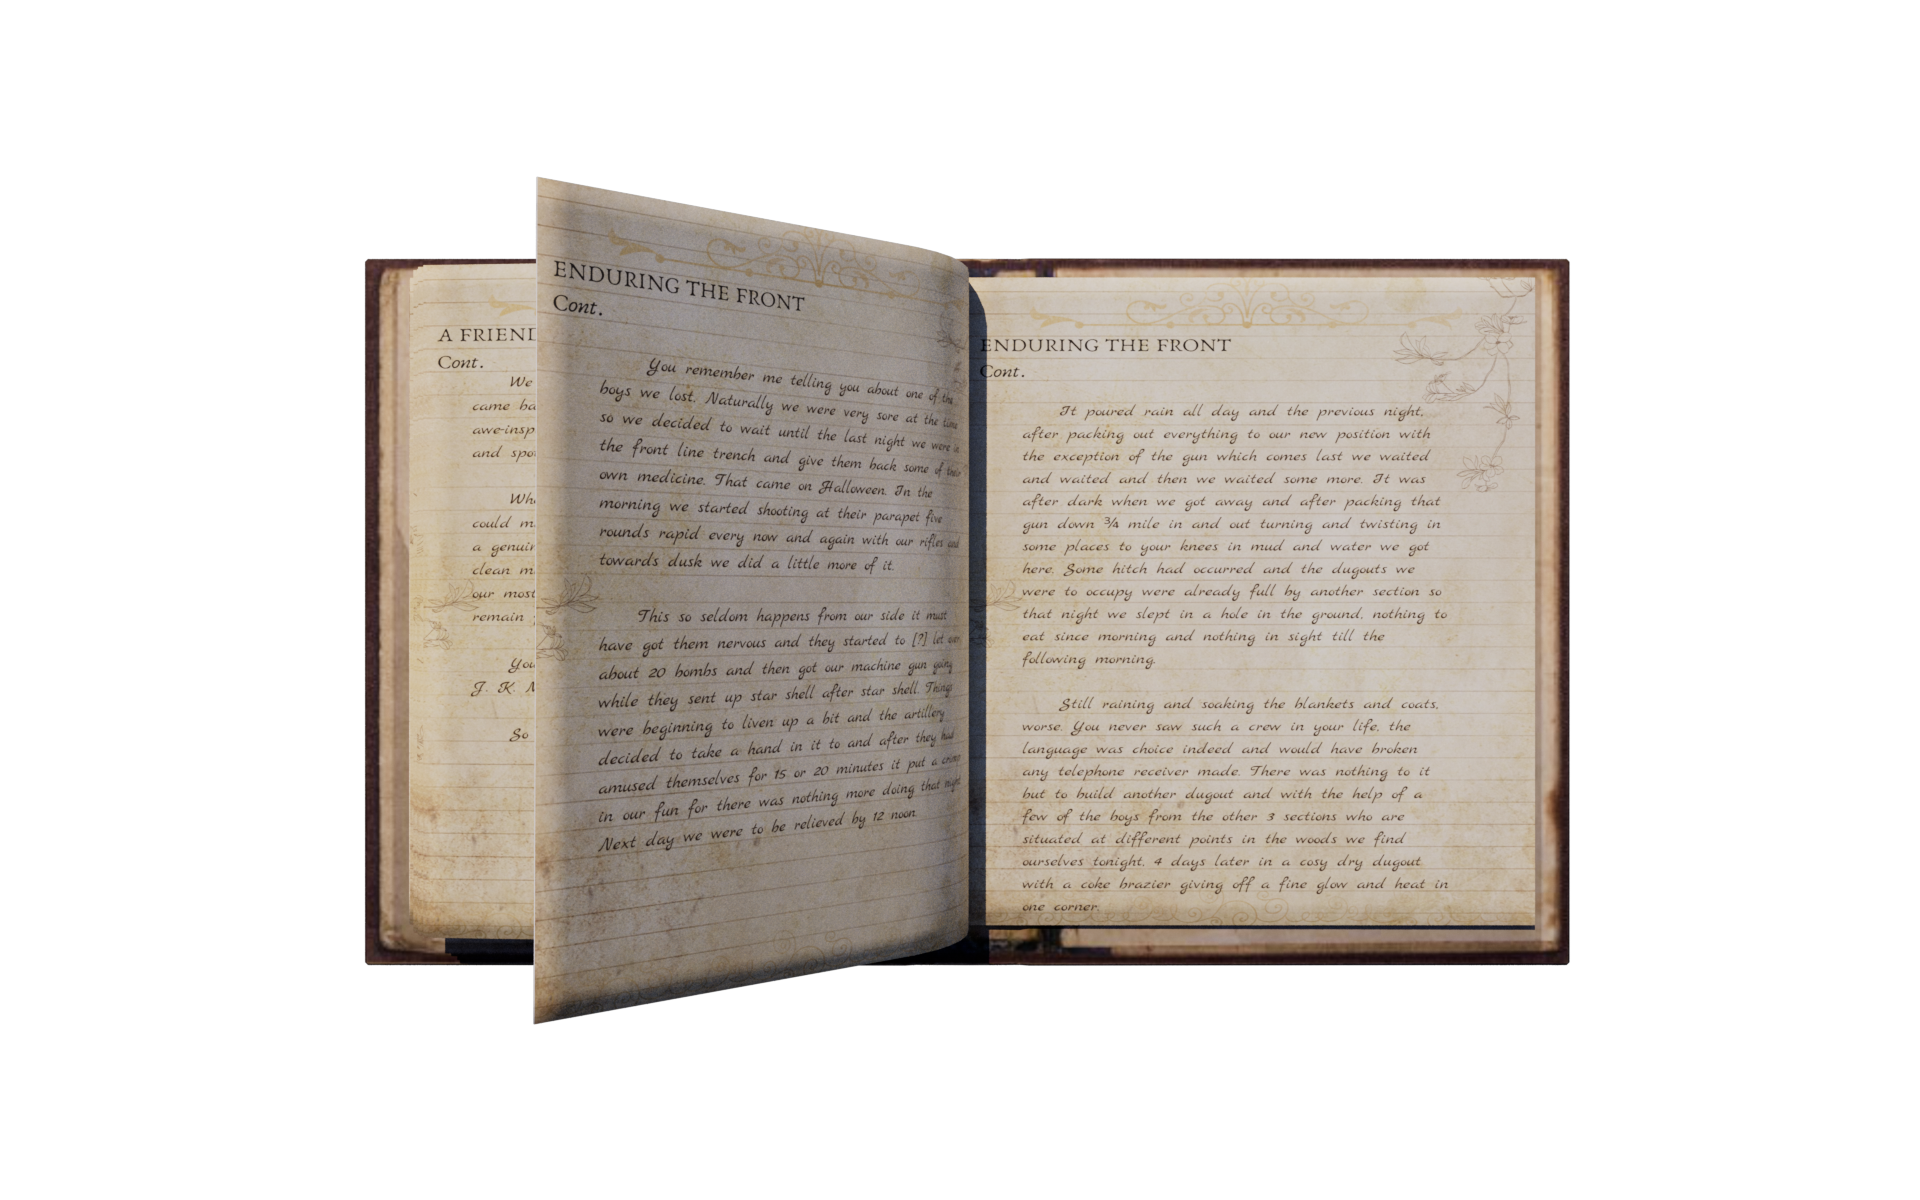 A FRIEND
Cont.
We
came ba
awe-insp
and spo
Wh
could m
a genuin
clean m
our most
remain
You
J. K.
So
ENDURING THE FRONT
Cont.
You remember me telling you about one of the
boys we lost. Naturally we were very sore at the time
so we decided to wait until the last night we were in
the front line trench and give them back some of their
own medicine. That came on Halloween. In the
morning we started shooting at their parapet five
rounds rapid every now and again with our rifles and
towards dusk we did a little more of it.
This so seldom happens from our side it must
have got them nervous and they started to [?] let over
about 20 bombs and then got our machine gun going
while they sent up star shell after star shell. Things
were beginning to liven up a bit and the artillery
decided to take a hand in it to and after they had
amused themselves for 15 or 20 minutes it put a crimp
in our fun for there was nothing more doing that night.
Next day we were to be relieved by 12 noon.
ENDURING THE FRONT
Cont.
It poured rain all day and the previous night,
after packing out everything to our new position with
the exception of the gun which comes last we waited
and waited and then we waited some more. It was
after dark when we got away and after packing that
gun down ¾ mile in and out turning and twisting in
some places to your knees in mud and water we got
here. Some hitch had occurred and the dugouts we
were to occupy were already full by another section so
that night we slept in a hole in the ground, nothing to
eat since morning and nothing in sight till the
following morning.
Still raining and soaking the blankets and coats,
worse. You never saw such a crew in your life, the
language was choice indeed and would have broken
any telephone receiver made. There was nothing to it
but to build another dugout and with the help of a
few of the boys from the other 3 sections who are
situated at different points in the woods we find
ourselves tonight, 4 days later in a cosy dry dugout
with a coke brazier giving off a fine glow and heat in
one corner.